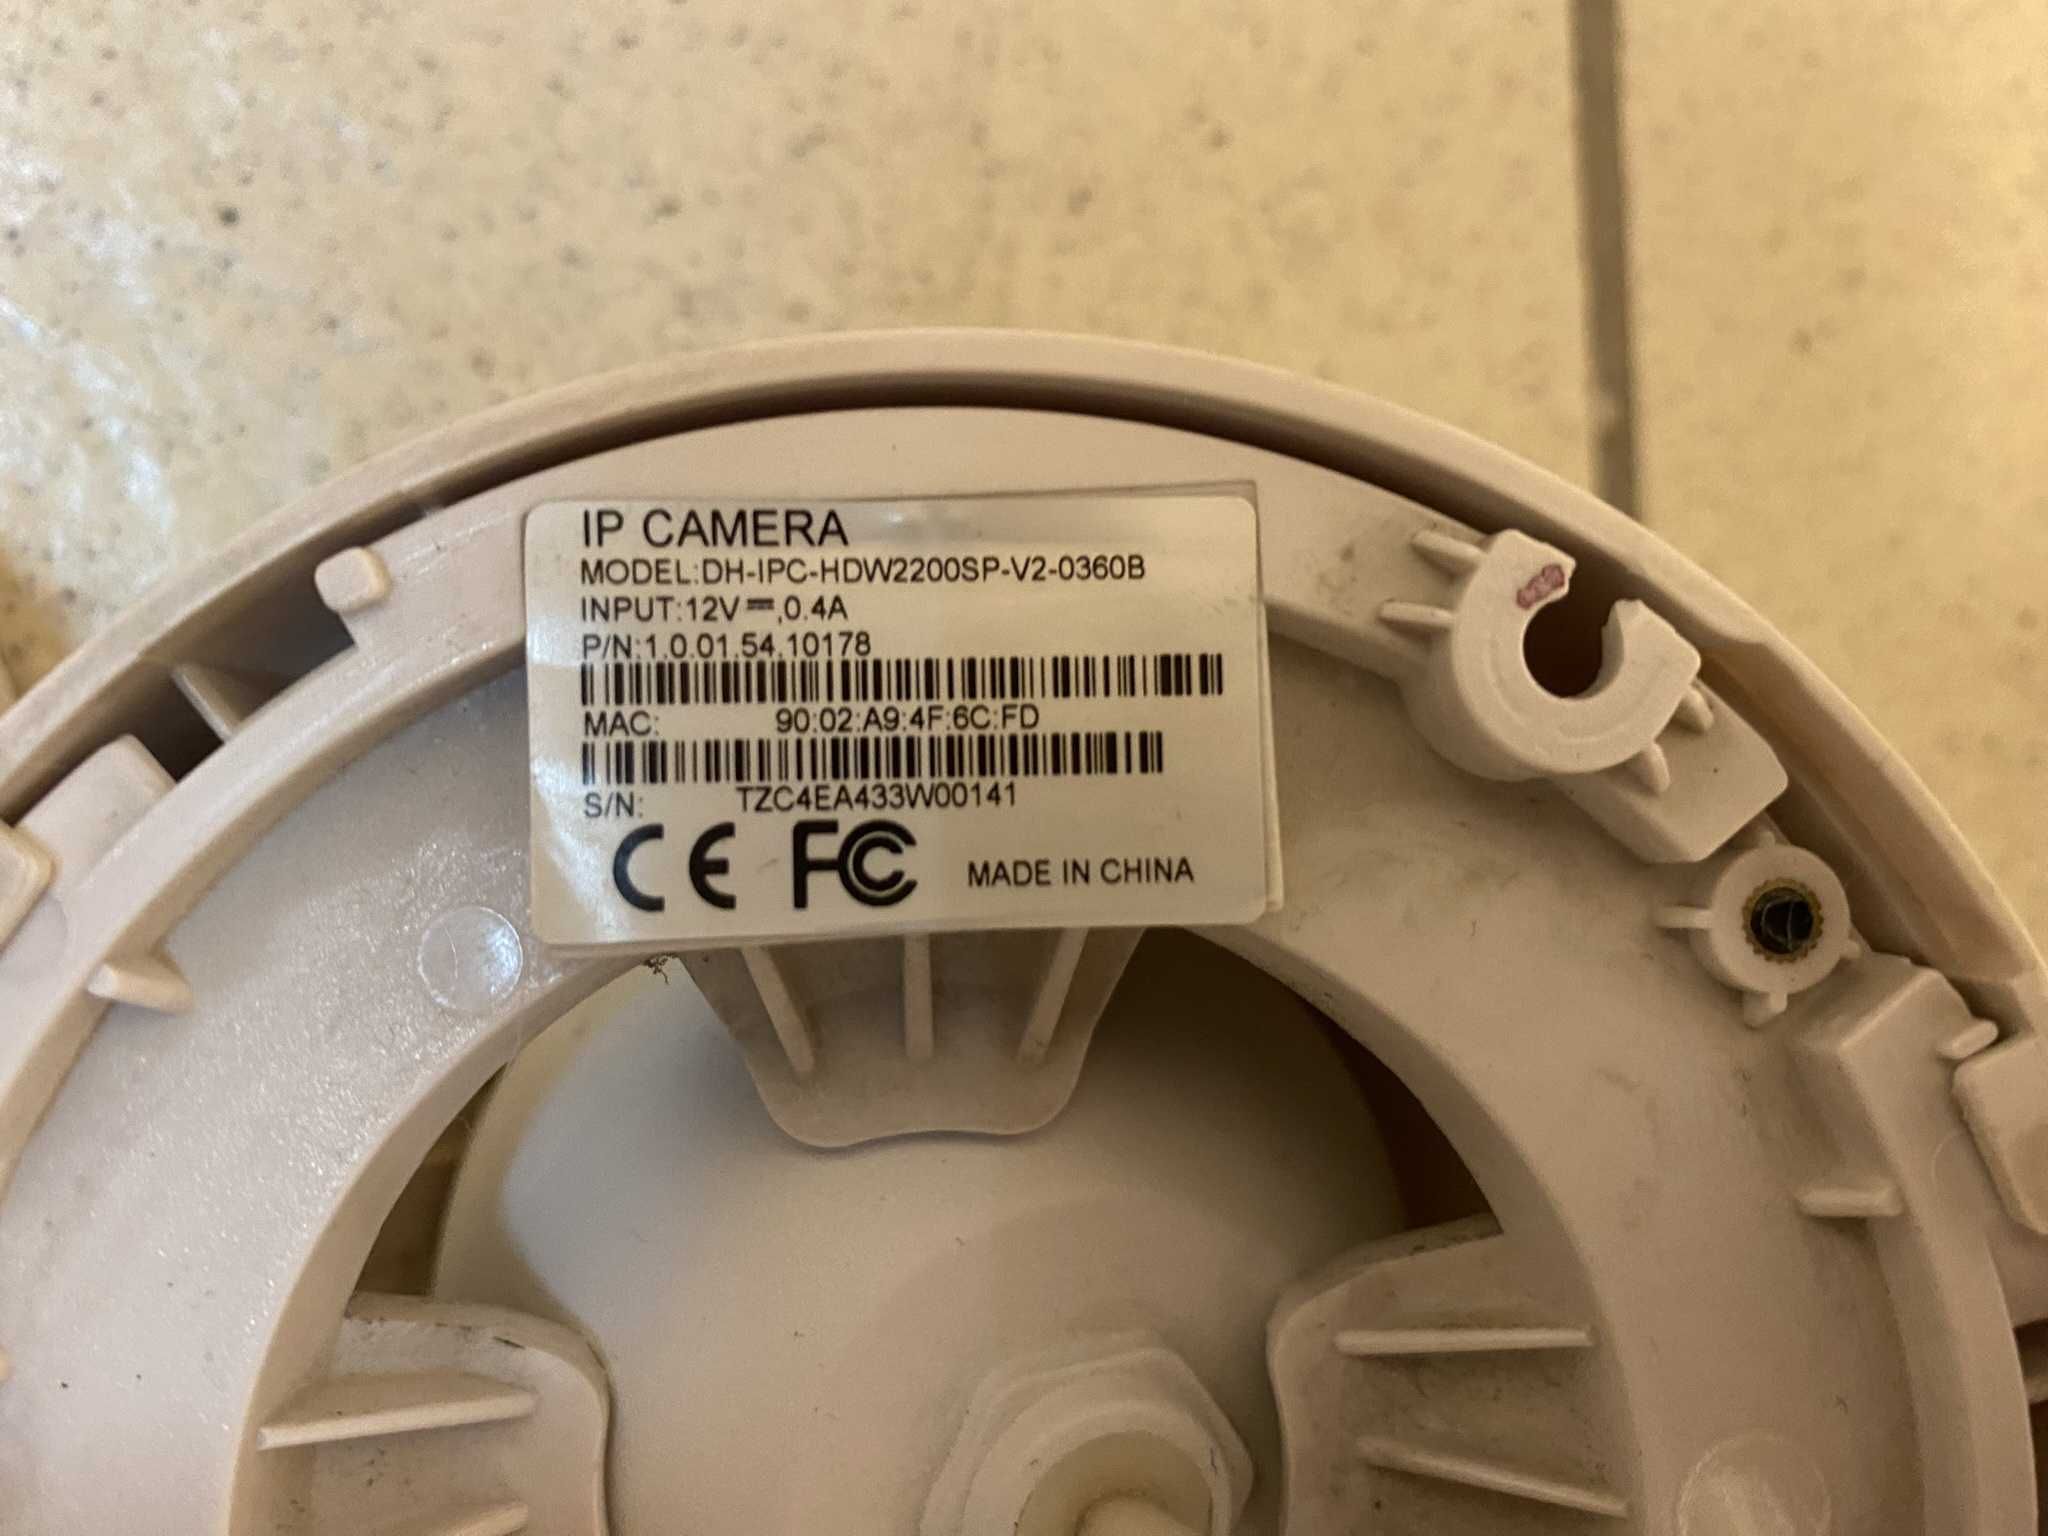 IP CAMERA
MODEL:DH-IPC-HDW2200SP-V2-0360B
INPUT:12V⎓,0.4A
P/N:1.0.01.54.10178
MAC: 90:02:A9:4F:6C:FD
S/N: TZC4EA433W00141
CE FC MADE IN CHINA